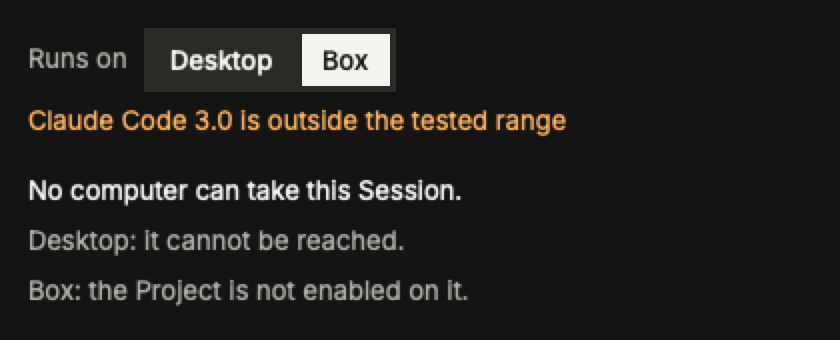 Runs on Desktop Box
Claude Code 3.0 is outside the tested range
No computer can take this Session.
Desktop: it cannot be reached.
Box: the Project is not enabled on it.